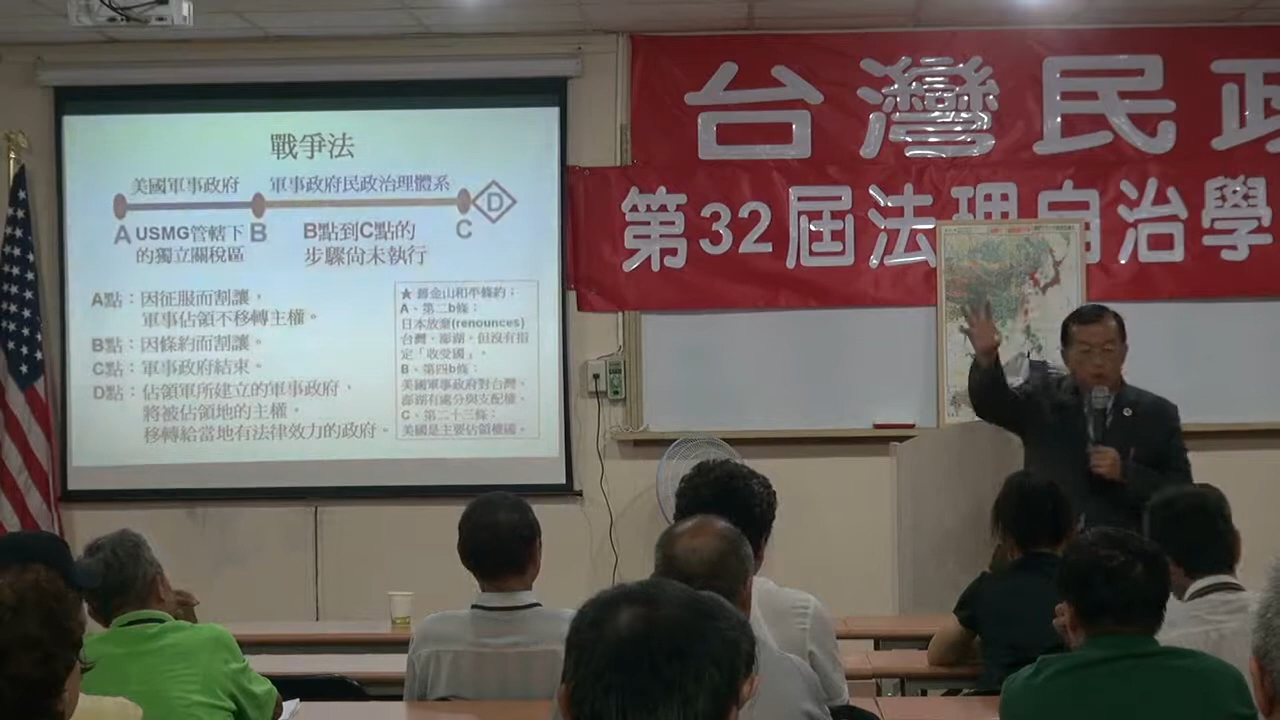 戰爭法
美國軍事政府
軍事政府民政治理體系
A
B
C
D
USMG管轄下
的獨立關稅區
B點到C點的
步驟尚未執行
A點：因征服而割讓，
軍事佔領不移轉主權。
B點：因條約而割讓。
C點：軍事政府結束。
D點：佔領軍所建立的軍事政府，
將被佔領地的主權，
移轉給當地有法律效力的政府。
★ 舊金山和平條約：
A、第二b條：
日本放棄(renounces)
台灣、澎湖，但沒有指
定「收受國」。
B、第四b條：
美國軍事政府對台灣、
澎湖有處分與支配權。
C、第二十三條：
美國是主要佔領權國。
台灣民政
第32屆法理自治學